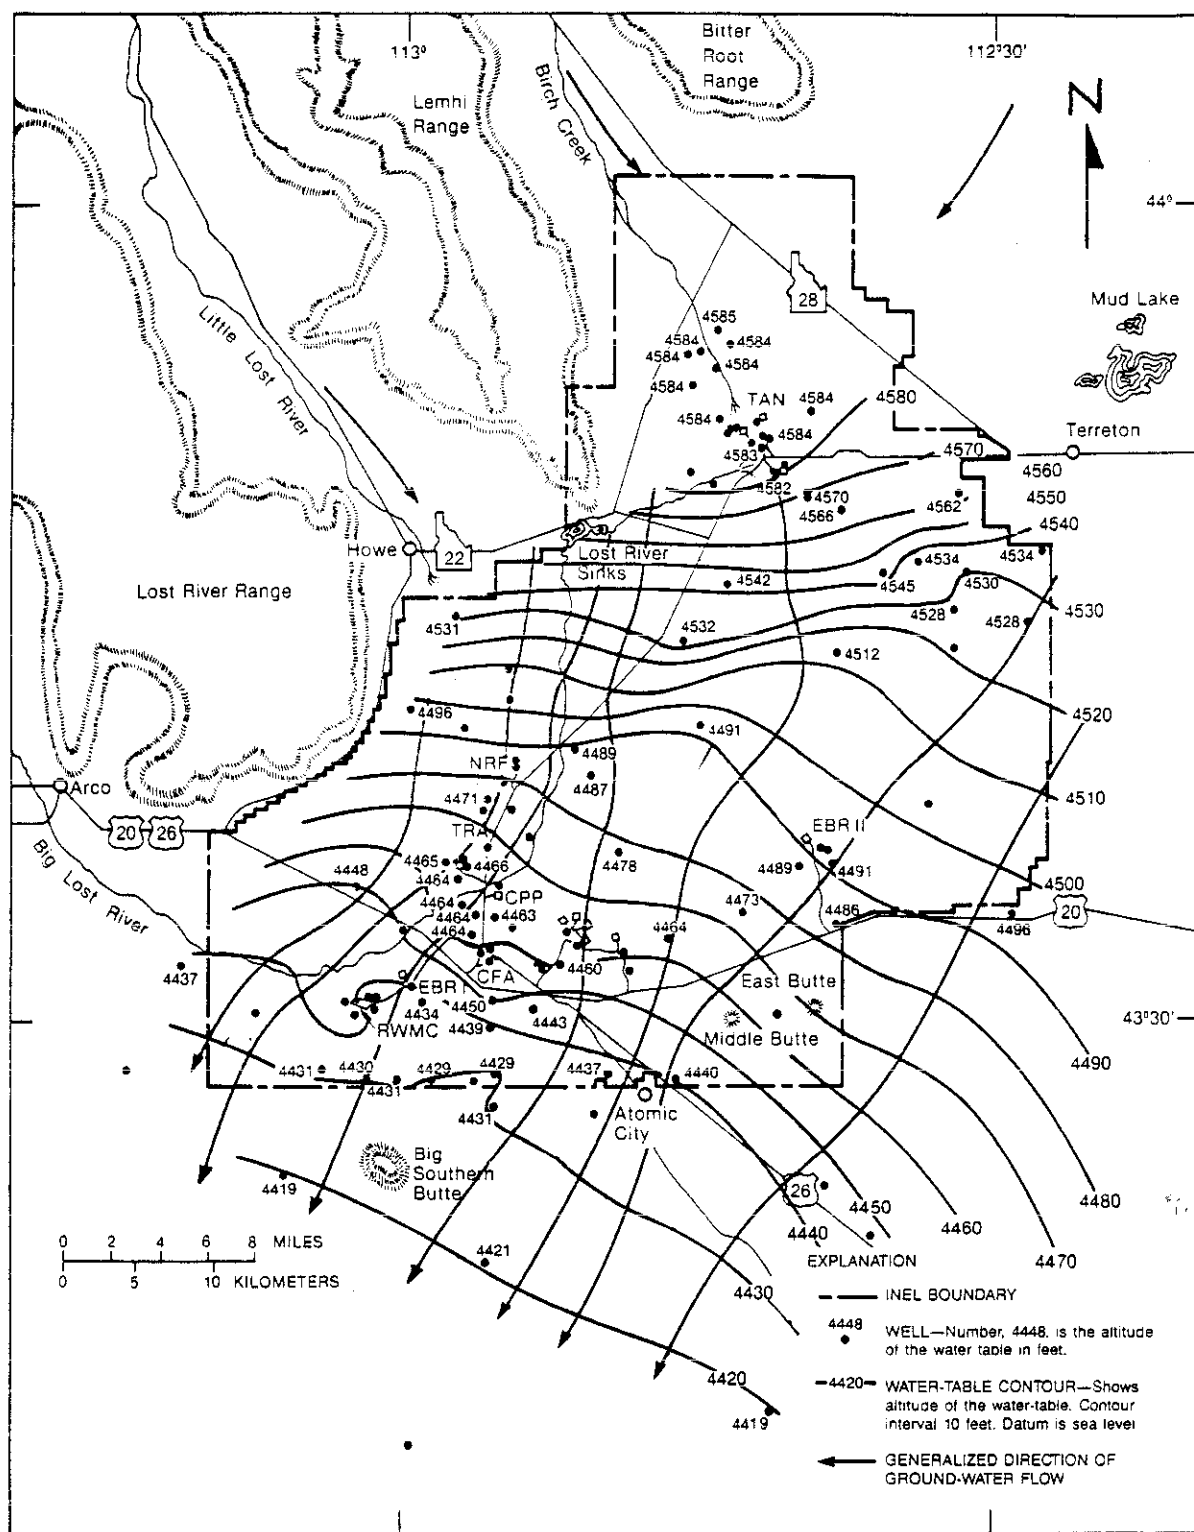 113°
Bitter
Root
Range
112°30'
N
Lemhi
Range
Birch Creek
44°
28
Mud Lake
Little Lost River
4585
4584
4584
4584
4584
4584
TAN
4584
4580
4584
4584
4583
4570
Terreton
4582
4560
4570
4562
4550
4566
4540
Howe
22
Lost River
Sinks
4534
4534
4542
4545
4530
Lost River Range
4528
4530
4531
4532
4528
4512
4496
4491
4520
4489
NRF
4487
4510
Arco
4471
20
26
TRA
EBR II
Big Lost River
4465
4466
4478
4489
4491
4448
4464
4500
CPP
4464
4473
4486
20
4464
4463
4464
4496
4464
4437
CFA
4460
EBR I
East Butte
4450
4434
4443
RWMC
4439
Middle Butte
43°30'
4490
4431
4430
4429
4429
4437
4440
4431
4431
Atomic
City
Big
Southern
Butte
4419
26
4450
4480
4440
4460
0 2 4 6 8 MILES
4421
4470
0 5 10 KILOMETERS
4430
EXPLANATION
INEL BOUNDARY
4448
WELL—Number, 4448, is the altitude
of the water table in feet.
4420
4420
WATER-TABLE CONTOUR—Shows
altitude of the water-table. Contour
interval 10 feet. Datum is sea level
4419
GENERALIZED DIRECTION OF
GROUND-WATER FLOW